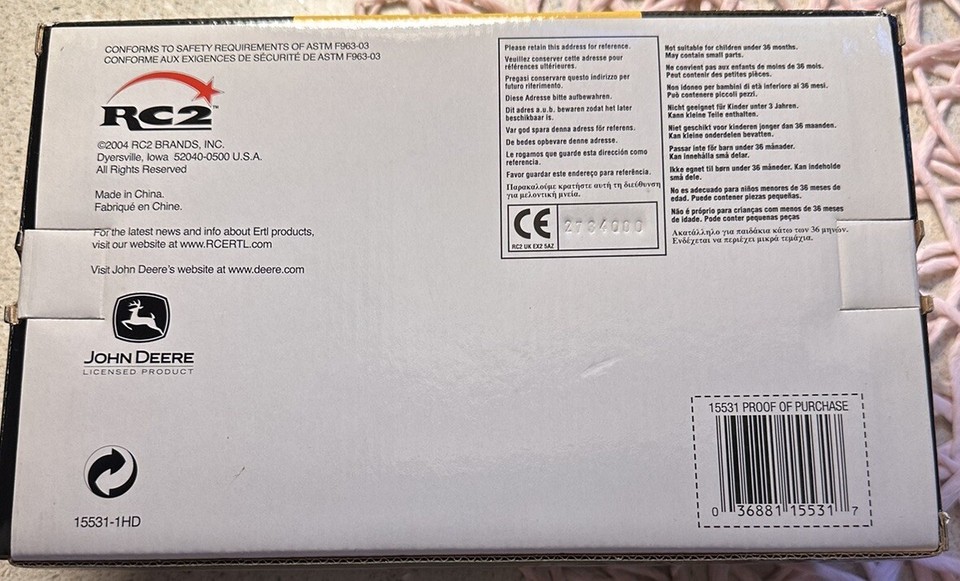 CONFORMS TO SAFETY REQUIREMENTS OF ASTM F963-03
CONFORME AUX EXIGENCES DE SÉCURITÉ DE ASTM F963-03
RC2™
©2004 RC2 BRANDS, INC.
Dyersville, Iowa 52040-0500 U.S.A.
All Rights Reserved
Made in China.
Fabriqué en Chine.
For the latest news and info about Ertl products,
visit our website at www.RCERTL.com
Visit John Deere's website at www.deere.com
JOHN DEERE
LICENSED PRODUCT
15531-1HD
Please retain this address for reference.
Veuillez conserver cette adresse pour
références ultérieures.
Pregasi conservare questo indirizzo per
futuro riferimento.
Diese Adresse bitte aufbewahren.
Dit adres a.u.b. bewaren zodat het later
beschikbaar is.
Var god spara denna adress för referens.
De bedes opbevare denne adresse.
Le rogamos que guarde esta dirección como
referencia.
Favor guardar este endereço para referência.
Παρακαλούμε κρατήστε αυτή τη διεύθυνση
για μελοντική μνεία.
CE
2734000
RC2 UK EX2 5AZ
Not suitable for children under 36 months.
May contain small parts.
Ne convient pas aux enfants de moins de 36 mois.
Peut contenir des petites pièces.
Non idoneo per bambini di età inferiore ai 36 mesi.
Può contenere piccoli pezzi.
Nicht geeignet für Kinder unter 3 Jahren.
Kann kleine Teile enthalten.
Niet geschikt voor kinderen jonger dan 36 maanden.
Kan kleine onderdelen bevatten.
Passar inte för barn under 36 månader.
Kan innehålla små delar.
Ikke egnet til børn under 36 måneder. Kan indeholde
små dele.
No es adecuado para niños menores de 36 meses de
edad. Puede contener piezas pequeñas.
Não é próprio para crianças com menos de 36 meses
de idade. Pode conter pequenas peças
Ακατάλληλο για παιδάκια κάτω των 36 μηνών.
Ενδέχεται να περιέχει μικρά τεμάχια.
15531 PROOF OF PURCHASE
0 36881 15531 7